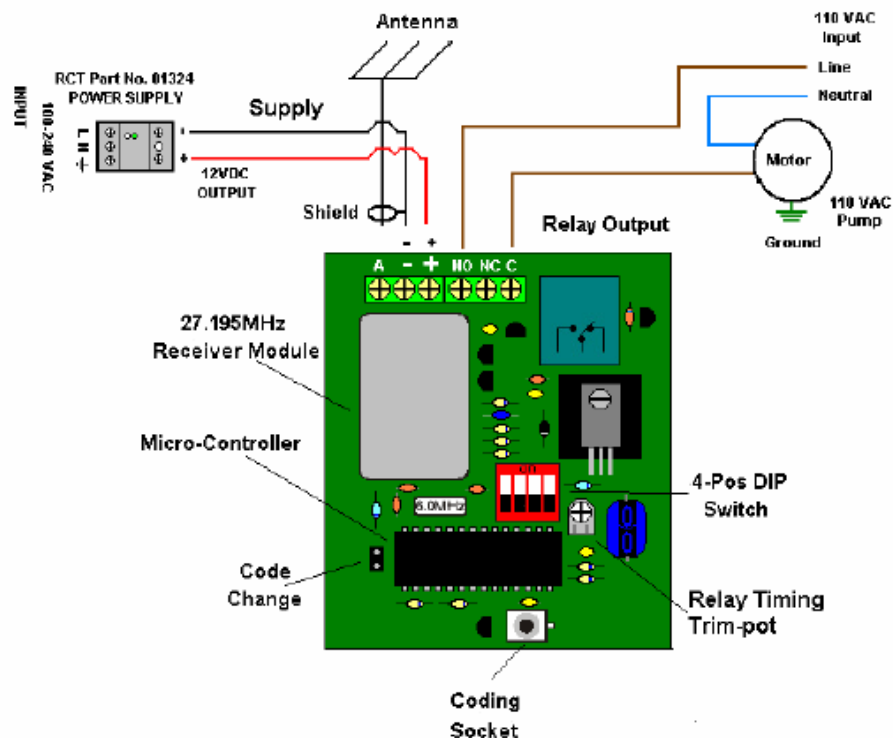 Antenna
110 VAC
Input
Line
Neutral
RCT Part No. 01324
POWER SUPPLY
Supply
INPUT
100-240 VAC
L N
-
+
12VDC
OUTPUT
Motor
110 VAC
Pump
Ground
Shield
Relay Output
- +
A - + NO NC C
27.195MHz
Receiver Module
Micro-Controller
6.0MHz
4-Pos DIP
Switch
Code
Change
Relay Timing
Trim-pot
Coding
Socket